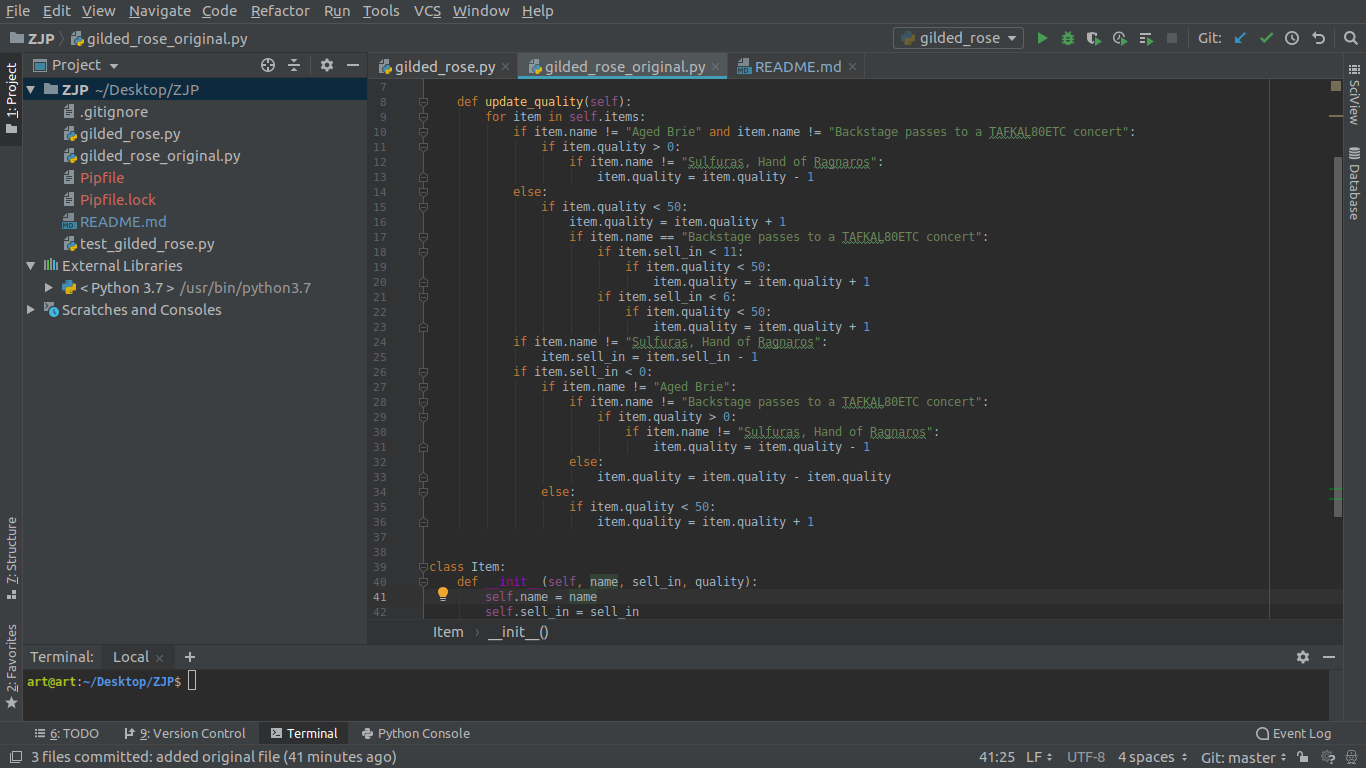 File Edit View Navigate Code Refactor Run Tools VCS Window Help
ZJP gilded_rose_original.py gilded_rose Git:
1: Project
Project
gilded_rose.py gilded_rose_original.py README.md
ZJP ~/Desktop/ZJP
.gitignore
gilded_rose.py
gilded_rose_original.py
Pipfile
Pipfile.lock
README.md
test_gilded_rose.py
External Libraries
< Python 3.7 > /usr/bin/python3.7
Scratches and Consoles
7
8 def update_quality(self):
9 for item in self.items:
10 if item.name != "Aged Brie" and item.name != "Backstage passes to a TAFKAL80ETC concert":
11 if item.quality > 0:
12 if item.name != "Sulfuras, Hand of Ragnaros":
13 item.quality = item.quality - 1
14 else:
15 if item.quality < 50:
16 item.quality = item.quality + 1
17 if item.name == "Backstage passes to a TAFKAL80ETC concert":
18 if item.sell_in < 11:
19 if item.quality < 50:
20 item.quality = item.quality + 1
21 if item.sell_in < 6:
22 if item.quality < 50:
23 item.quality = item.quality + 1
24 if item.name != "Sulfuras, Hand of Ragnaros":
25 item.sell_in = item.sell_in - 1
26 if item.sell_in < 0:
27 if item.name != "Aged Brie":
28 if item.name != "Backstage passes to a TAFKAL80ETC concert":
29 if item.quality > 0:
30 if item.name != "Sulfuras, Hand of Ragnaros":
31 item.quality = item.quality - 1
32 else:
33 item.quality = item.quality - item.quality
34 else:
35 if item.quality < 50:
36 item.quality = item.quality + 1
37
38
39 class Item:
40 def __init__(self, name, sell_in, quality):
41 self.name = name
42 self.sell_in = sell_in
Item › __init__()
SciView
Database
7: Structure
2: Favorites
Terminal: Local × +
art@art:~/Desktop/ZJP$
6: TODO 9: Version Control Terminal Python Console Event Log
3 files committed: added original file (41 minutes ago) 41:25 LF UTF-8 4 spaces Git: master